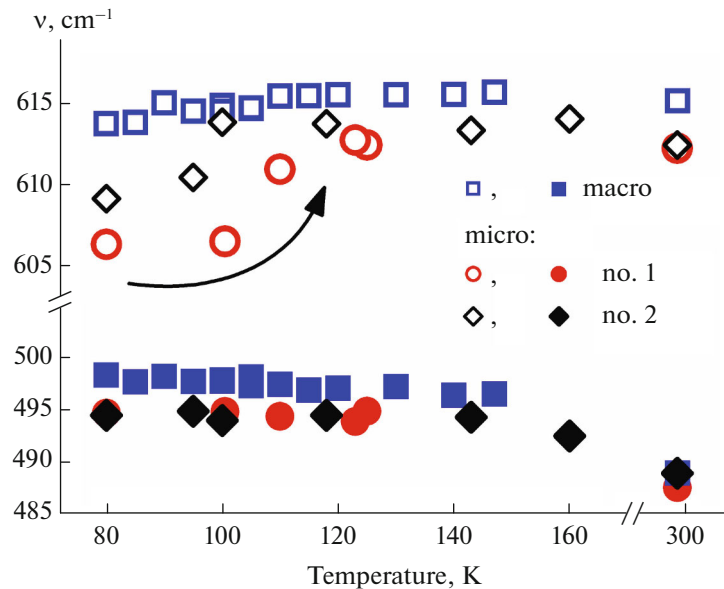 ν, cm⁻¹
615
610
605
500
495
490
485
, macro
micro:
, no. 1
, no. 2
80 100 120 140 160 300
Temperature, K